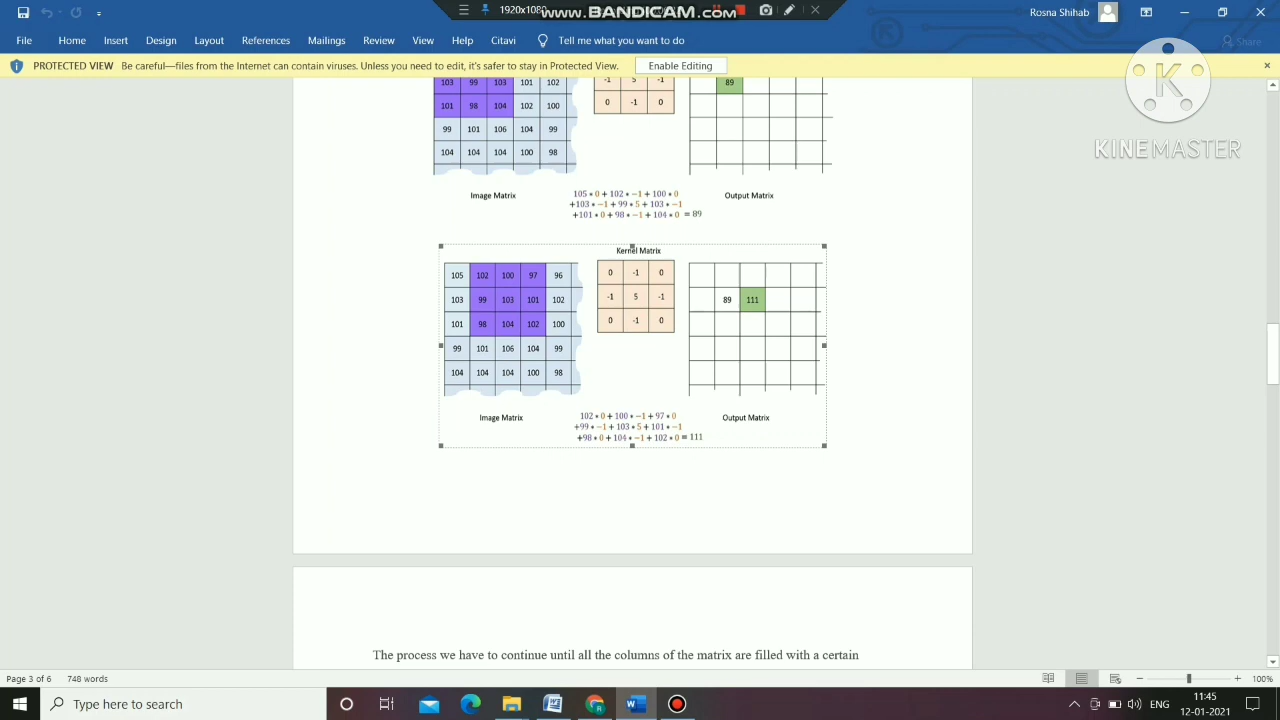 1920x1080
WWW.BANDICAM.COM
Rosna Shihab
File Home Insert Design Layout References Mailings Review View Help Citavi Tell me what you want to do Share
PROTECTED VIEW Be careful—files from the Internet can contain viruses. Unless you need to edit, it's safer to stay in Protected View. Enable Editing
K
KINEMASTER
103 99 103 101 102 -1 5 -1 89
101 98 104 102 100 0 -1 0
99 101 106 104 99
104 104 104 100 98
Image Matrix
105 * 0 + 102 * -1 + 100 * 0
+103 * -1 + 99 * 5 + 103 * -1
+101 * 0 + 98 * -1 + 104 * 0 = 89
Output Matrix
Kernel Matrix
105 102 100 97 96 0 -1 0
103 99 103 101 102 -1 5 -1 89 111
101 98 104 102 100 0 -1 0
99 101 106 104 99
104 104 104 100 98
Image Matrix
102 * 0 + 100 * -1 + 97 * 0
+99 * -1 + 103 * 5 + 101 * -1
+98 * 0 + 104 * -1 + 102 * 0 = 111
Output Matrix
The process we have to continue until all the columns of the matrix are filled with a certain
Page 3 of 6 748 words 100%
Type here to search
ENG
11:45
12-01-2021